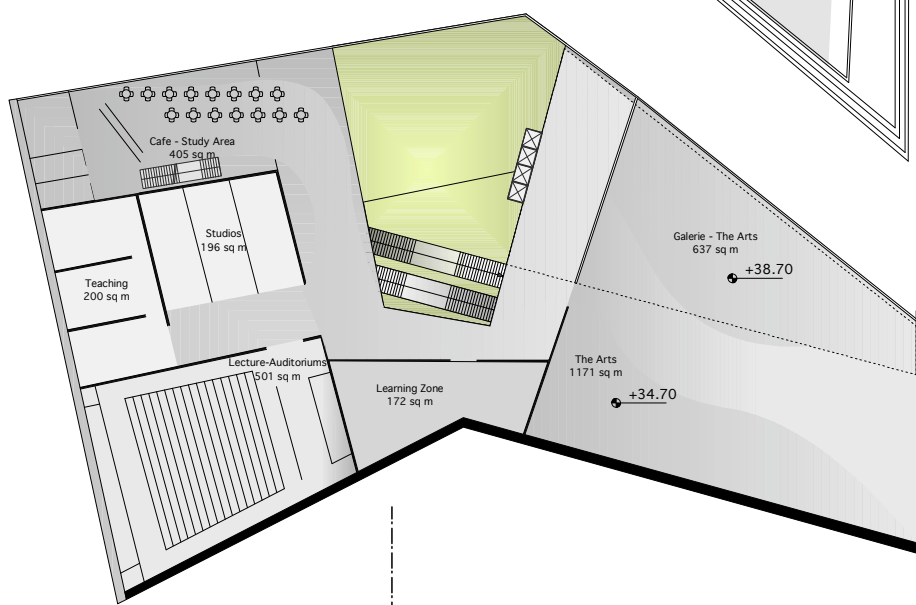 Cafe - Study Area
405 sq m
Studios
196 sq m
Teaching
200 sq m
Lecture-Auditoriums
501 sq m
Learning Zone
172 sq m
Galerie - The Arts
637 sq m
+38.70
The Arts
1171 sq m
+34.70